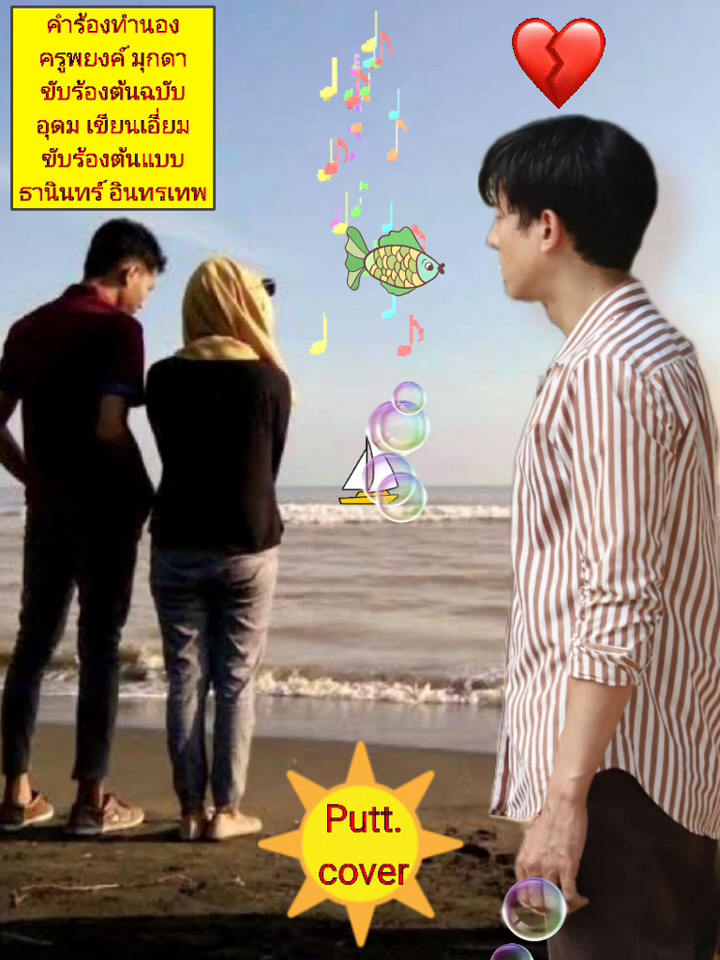 คำร้องทำนอง
ครูพยงค์ มุกดา
ขับร้องต้นฉบับ
อุดม เขียนเอี่ยม
ขับร้องต้นแบบ
ธานินทร์ อินทรเทพ
Putt.
cover